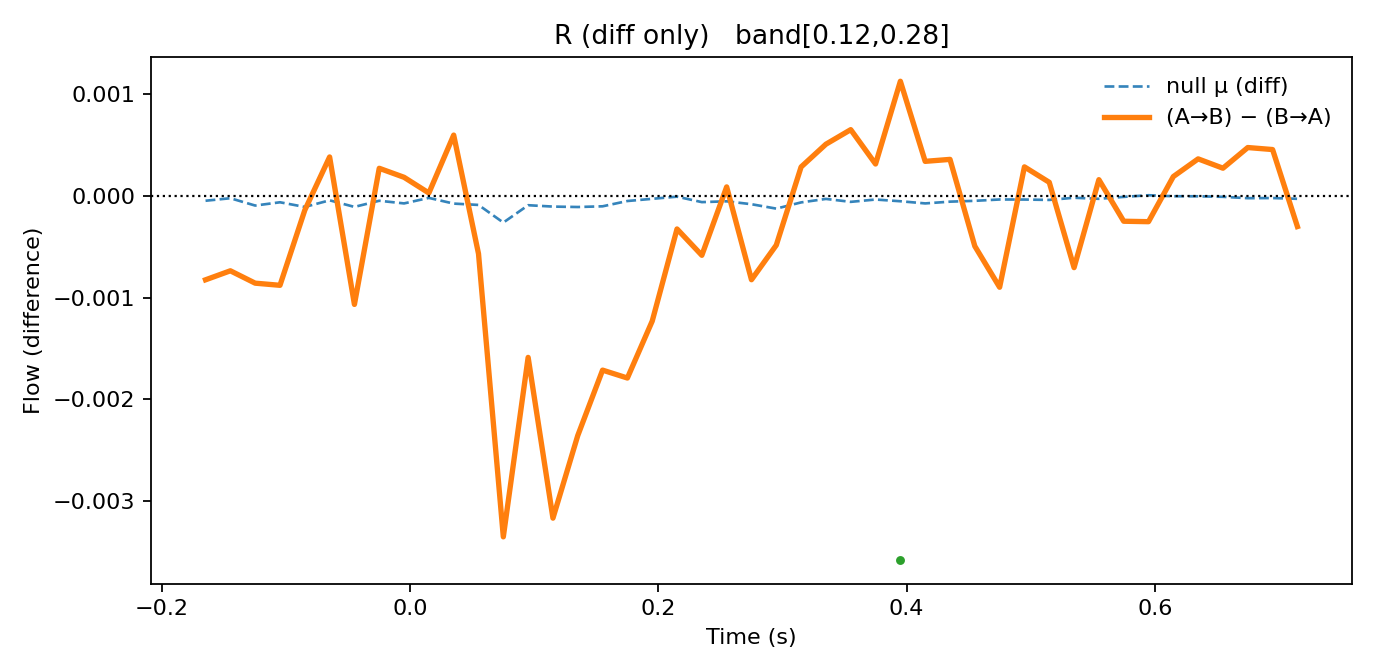 R (diff only)   band[0.12,0.28]
null μ (diff)
(A→B) − (B→A)
0.001
0.000
−0.001
−0.002
−0.003
Flow (difference)
−0.2
0.0
0.2
0.4
0.6
Time (s)